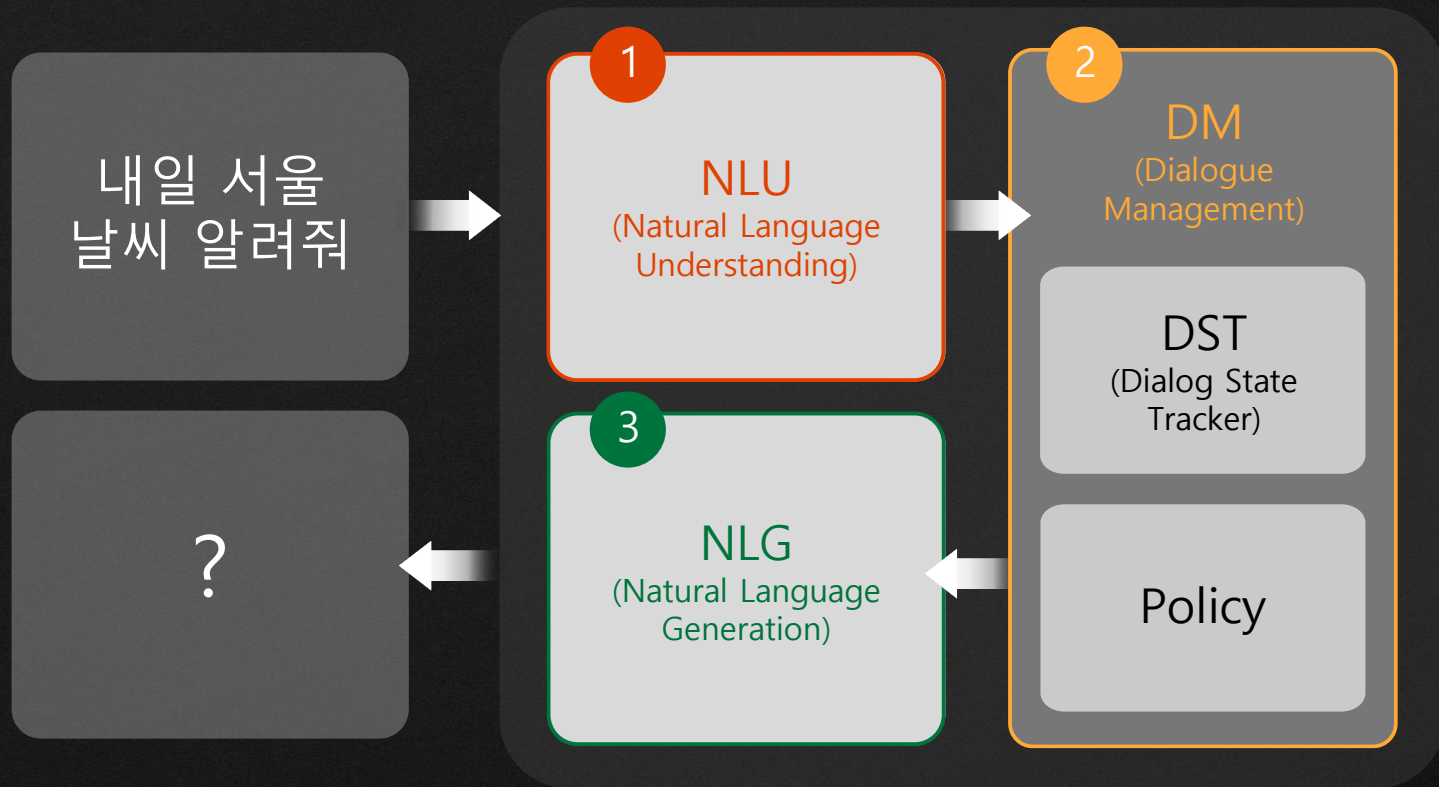 내일 서울
날씨 알려줘
1
NLU
(Natural Language
Understanding)
2
DM
(Dialogue
Management)
DST
(Dialog State
Tracker)
Policy
3
NLG
(Natural Language
Generation)
?